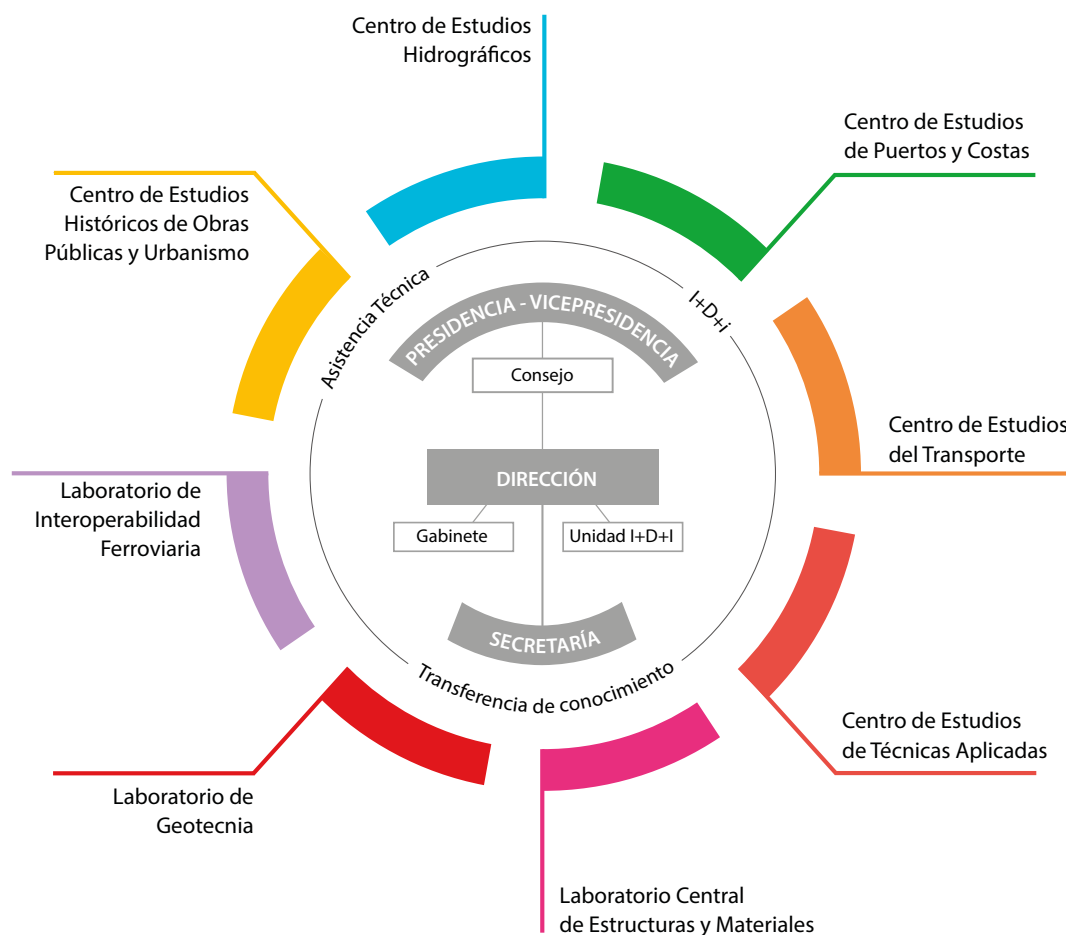 Centro de Estudios
Hidrográficos
Centro de Estudios
de Puertos y Costas
Centro de Estudios
Históricos de Obras
Públicas y Urbanismo
Asistencia Técnica
I+D+i
PRESIDENCIA - VICEPRESIDENCIA
Consejo
Centro de Estudios
del Transporte
DIRECCIÓN
Laboratorio de
Interoperabilidad
Ferroviaria
Gabinete
Unidad I+D+I
SECRETARÍA
Transferencia de conocimiento
Centro de Estudios
de Técnicas Aplicadas
Laboratorio de
Geotecnia
Laboratorio Central
de Estructuras y Materiales